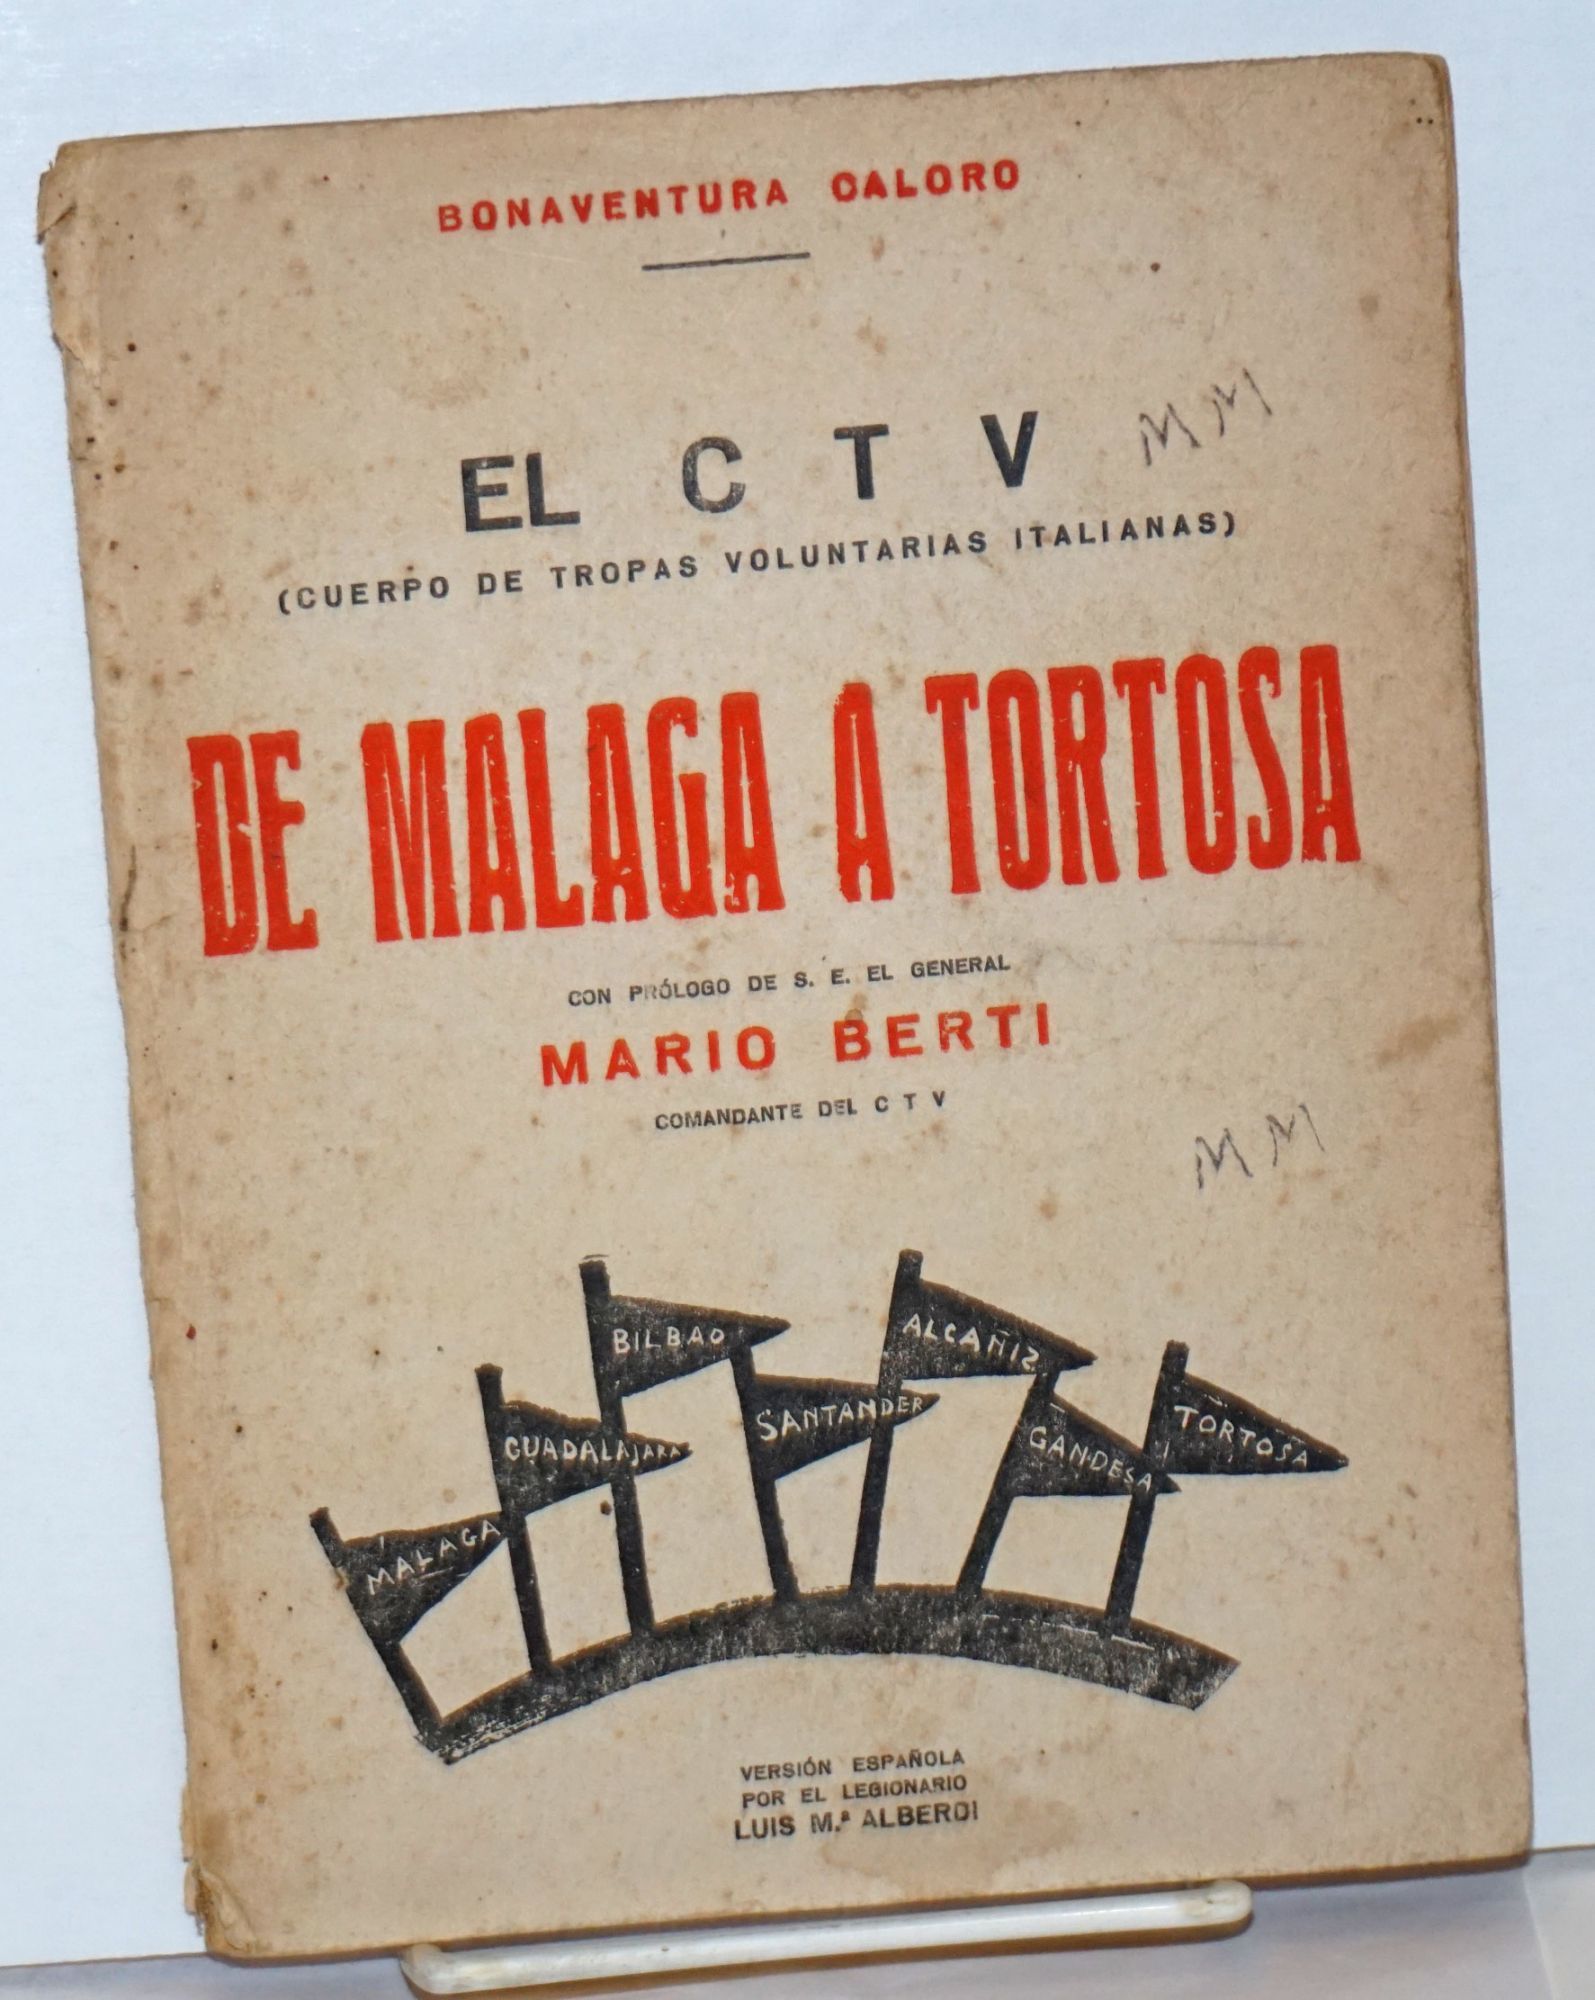 BONAVENTURA CALORO
EL C T V
(CUERPO DE TROPAS VOLUNTARIAS ITALIANAS)
DE MALAGA A TORTOSA
CON PRÓLOGO DE S. E. EL GENERAL
MARIO BERTI
COMANDANTE DEL C T V
MALAGA
GUADALAJARA
BILBAO
SANTANDER
ALCAÑIZ
GANDESA
TORTOSA
VERSIÓN ESPAÑOLA
POR EL LEGIONARIO
LUIS M.ª ALBERDI